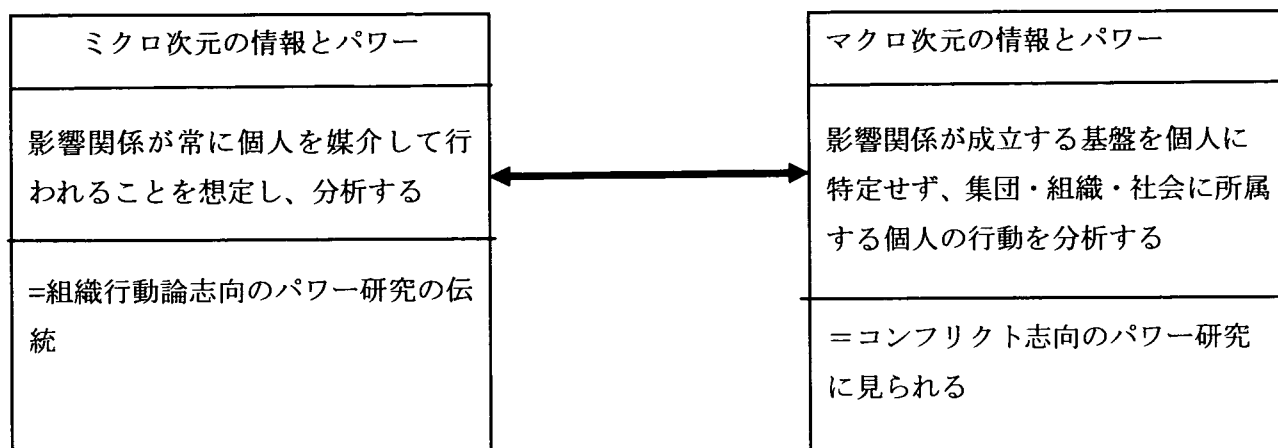 ミクロ次元の情報とパワー
影響関係が常に個人を媒介して行
われることを想定し、分析する
=組織行動論志向のパワー研究の伝
統
マクロ次元の情報とパワー
影響関係が成立する基盤を個人に
特定せず、集団・組織・社会に所属
する個人の行動を分析する
＝コンフリクト志向のパワー研究
に見られる